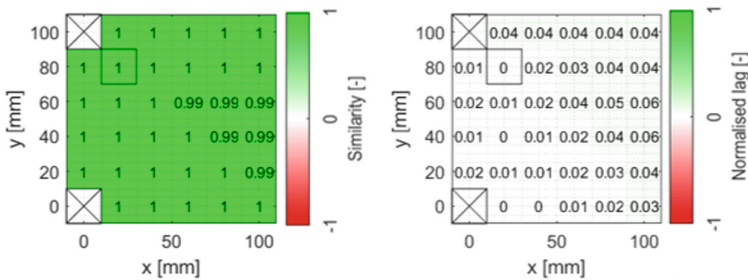 y [mm]
100 1 1 1 1 1
80 1 1 1 1 1 1
60 1 1 1 0.99 0.99 0.99
40 1 1 1 1 0.99 0.99
20 1 1 1 1 1 0.99
0 1 1 1 1 1
0 50 100
x [mm]
1
0
-1
Similarity [-]
y [mm]
100 0.04 0.04 0.04 0.04 0.04
80 0.01 0 0.02 0.03 0.04 0.04
60 0.02 0.01 0.02 0.04 0.05 0.06
40 0.01 0 0.01 0.02 0.04 0.06
20 0.02 0.01 0.01 0.02 0.03 0.04
0 0 0 0.01 0.02 0.03
0 50 100
x [mm]
1
0
-1
Normalised lag [-]